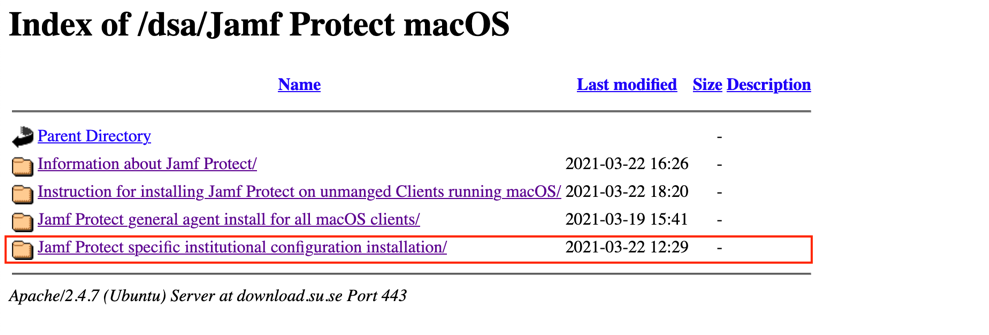 Index of /dsa/Jamf Protect macOS
Name Last modified Size Description
Parent Directory -
Information about Jamf Protect/ 2021-03-22 16:26 -
Instruction for installing Jamf Protect on unmanged Clients running macOS/ 2021-03-22 18:20 -
Jamf Protect general agent install for all macOS clients/ 2021-03-19 15:41 -
Jamf Protect specific institutional configuration installation/ 2021-03-22 12:29 -
Apache/2.4.7 (Ubuntu) Server at download.su.se Port 443